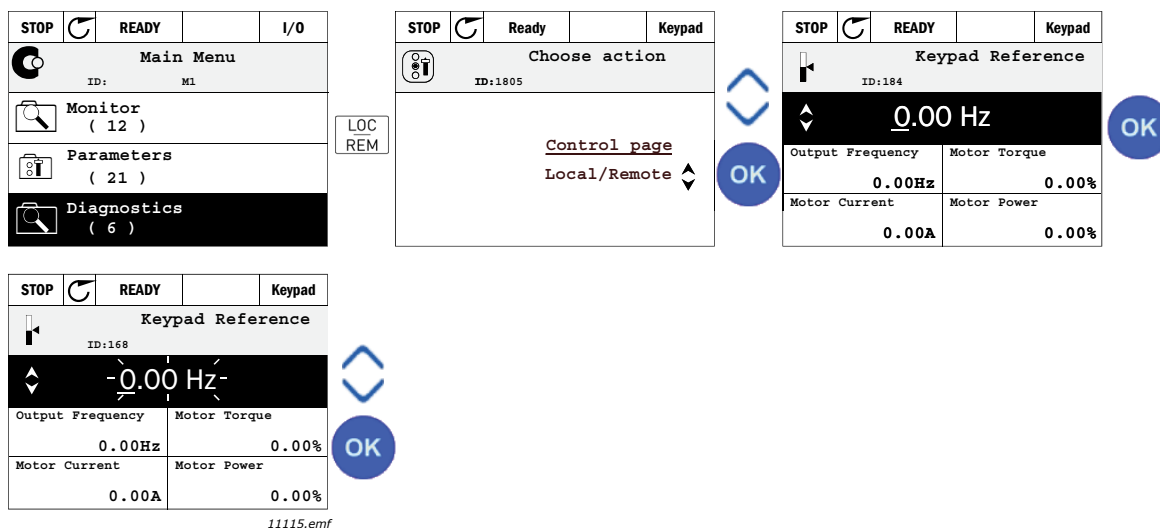 STOP READY I/O
Main Menu
ID: M1
Monitor
( 12 )
Parameters
( 21 )
Diagnostics
( 6 )
LOC
REM
STOP Ready Keypad
Choose action
ID:1805
Control page
Local/Remote
OK
STOP READY Keypad
Keypad Reference
ID:184
0.00 Hz
Output Frequency Motor Torque
0.00Hz 0.00%
Motor Current Motor Power
0.00A 0.00%
OK
STOP READY Keypad
Keypad Reference
ID:168
0.00 Hz
Output Frequency Motor Torque
0.00Hz 0.00%
Motor Current Motor Power
0.00A 0.00%
OK
11115.emf